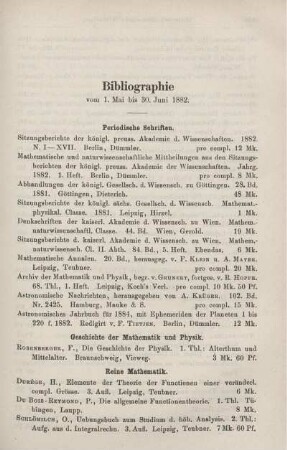 Bibliographie
vom 1. Mai bis 30. Juni 1882.
Periodische Schriften.
Sitzungsberichte der königl. preuss. Akademie d. Wissenschaften. 1882.
N. I—XVII. Berlin, Dümmler. pro compl. 12 Mk.
Mathematische und naturwissenschaftliche Mittheilungen aus den Sitzungs-
berichten der königl. preuss. Akademie der Wissenschaften. Jahrg.
1882. 1. Heft. Berlin, Dümmler. pro compl. 8 Mk.
Abhandlungen der königl. Gesellsch. d. Wissensch. zu Göttingen. 28. Bd.
1881. Göttingen, Dieterich. 48 Mk.
Sitzungsberichte der königl. sächs. Gesellsch. d. Wissensch. Mathemat.-
physikal. Classe. 1881. Leipzig, Hirzel. 1 Mk.
Denkschriften der kaiserl. Akademie d. Wissensch. zu Wien. Mathem.-
naturwissenschaftl. Classe. 44. Bd. Wien, Gerold. 19 Mk.
Sitzungsberichte d. kaiserl. Akademie d. Wissensch. zu Wien. Mathem.-
naturwissenschaftl. Cl. II. Abth. 84. Bd., 5. Heft. Ebendas. 4 Mk.
Mathematische Annalen. 20. Bd., herausgeg. v. F. Klein u. A. Mayer.
Leipzig, Teubner. pro compl. 20 Mk.
Archiv der Mathematik und Physik, begr. v. Grunert, fortges. v. R. Hoppe.
68. Thl., 1. Heft. Leipzig, Koch's Verl. pro compl. 10 Mk. 50 Pf.
Astronomische Nachrichten, herausgegeben von A. Krüger. 102. Bd.
Nr. 2425. Hamburg, Mauke S. pro compl. 15 Mk.
Astronomisches Jahrbuch für 1884, mit Ephemeriden der Planeten 1 bis
220 f. 1882. Redigirt v. F. Tietjen. Berlin, Dümmler. 12 Mk.
Geschichte der Mathematik und Physik.
Rosenberger, F., Die Geschichte der Physik. 1. Thl.: Alterthum und
Mittelalter. Braunschweig, Vieweg. 3 Mk. 60 Pf.
Reine Mathematik.
Durège, H., Elemente der Theorie der Functionen einer veränderl.
compl. Grösse. 3. Aufl. Leipzig, Teubner. 6 Mk.
Du Bois-Reymond, P., Die allgemeine Functionentheorie. 1. Thl. Tü-
bingen, Laupp. 8 Mk.
Schlömilch, O., Uebungsbuch zum Studium d. höh. Analysis. 2. Thl.:
Aufg. aus d. Integralrechn. 3. Aufl. Leipzig, Teubner. 7 Mk. 60 Pf.